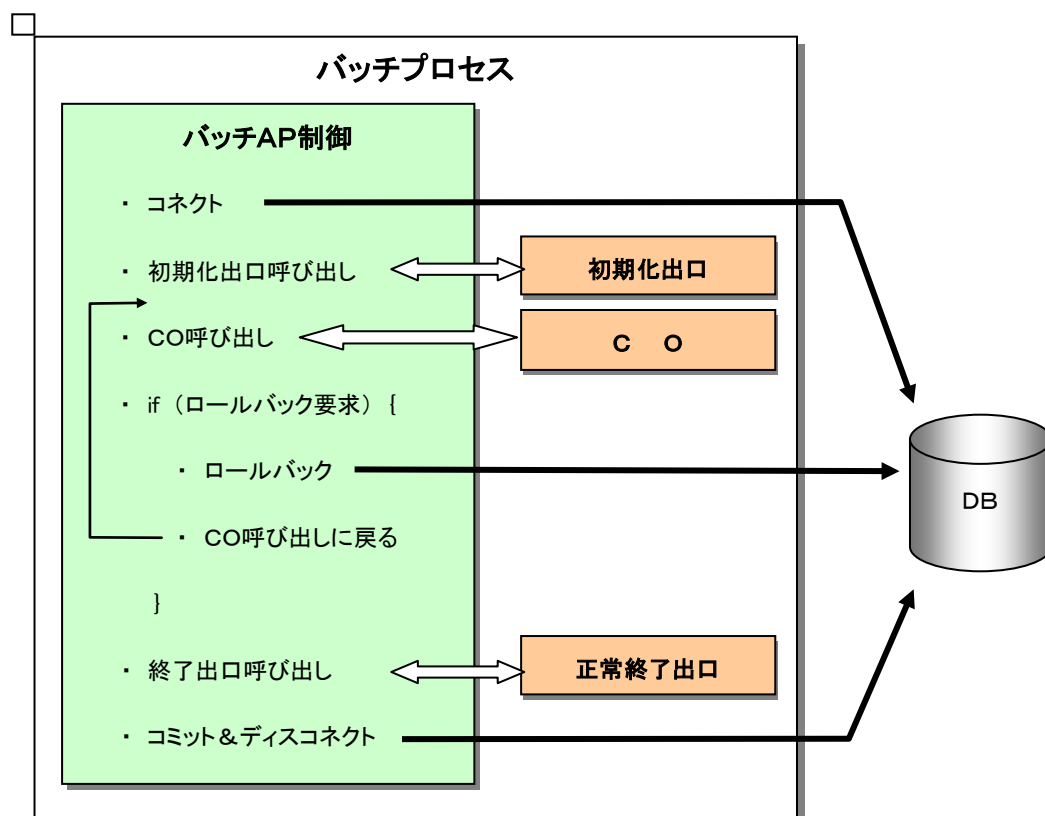 バッチプロセス
バッチAP制御
・ コネクト
・ 初期化出口呼び出し
初期化出口
・ CO呼び出し
C O
・ if（ロールバック要求）{
・ ロールバック
DB
・ CO呼び出しに戻る
}
・ 終了出口呼び出し
正常終了出口
・ コミット＆ディスコネクト